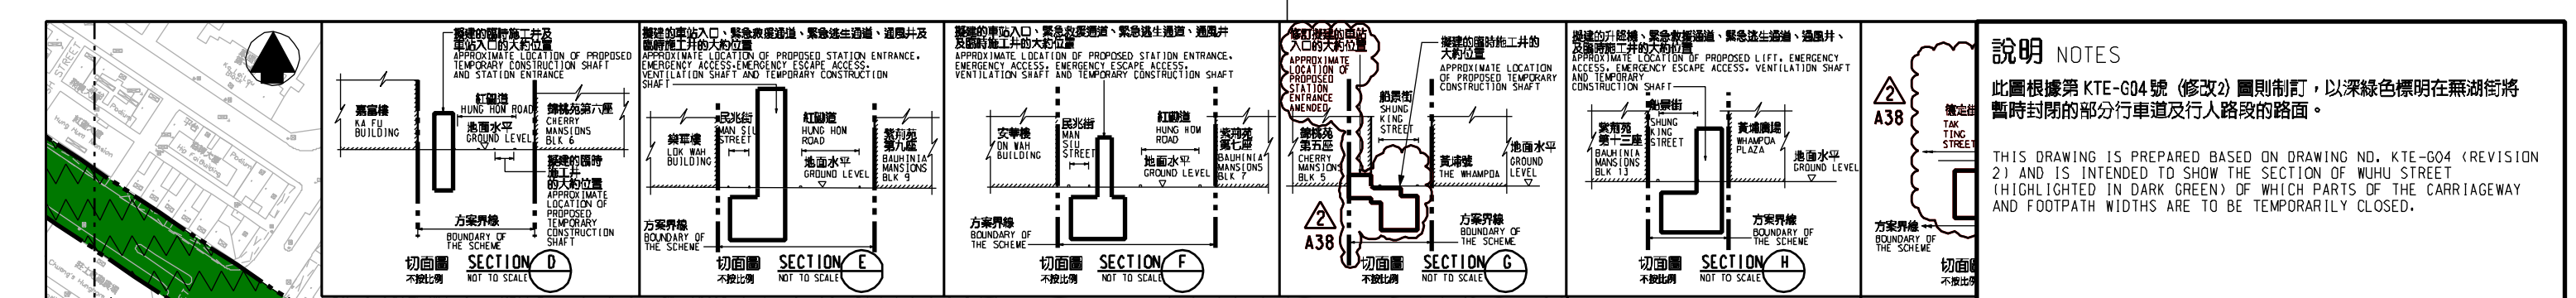 STREET
擬建的臨時施工井及
車站入口的大約位置
APPROXIMATE LOCATION OF PROPOSED
TEMPORARY CONSTRUCTION SHAFT
AND STATION ENTRANCE
嘉富樓
KA FU
BUILDING
紅磡道
HUNG HOM ROAD
地面水平
GROUND LEVEL
錦桃苑第六座
CHERRY
MANSIONS
BLK 6
擬建的臨時
施工井
的大約位置
APPROXIMATE
LOCATION OF
PROPOSED
TEMPORARY
CONSTRUCTION
SHAFT
方案界線
BOUNDARY OF
THE SCHEME
切面圖
不按比例
SECTION D
NOT TO SCALE
擬建的車站入口、緊急救援通道、緊急逃生通道、通風井及
臨時施工井的大約位置
APPROXIMATE LOCATION OF PROPOSED STATION ENTRANCE,
EMERGENCY ACCESS,EMERGENCY ESCAPE ACCESS,
VENTILATION SHAFT AND TEMPORARY CONSTRUCTION
SHAFT
樂華樓
LOK WAH
BUILDING
民兆街
MAN SIU
STREET
紅磡道
HUNG HOM
ROAD
地面水平
GROUND LEVEL
紫荊苑
第九座
BAUHINIA
MANSIONS
BLK 9
方案界線
BOUNDARY OF
THE SCHEME
切面圖
不按比例
SECTION E
NOT TO SCALE
擬建的車站入口、緊急救援通道、緊急逃生通道、通風井
及臨時施工井的大約位置
APPROXIMATE LOCATION OF PROPOSED STATION ENTRANCE,
EMERGENCY ACCESS, EMERGENCY ESCAPE ACCESS,
VENTILATION SHAFT AND TEMPORARY CONSTRUCTION SHAFT
安華樓
ON WAH
BUILDING
民兆街
MAN
SIU
STREET
紅磡道
HUNG HOM
ROAD
地面水平
GROUND LEVEL
紫荊苑
第七座
BAUHINIA
MANSIONS
BLK 7
方案界線
BOUNDARY OF
THE SCHEME
切面圖
不按比例
SECTION F
NOT TO SCALE
修訂擬建的車站
入口的大約位置
APPROXIMATE
LOCATION OF
PROPOSED
STATION
ENTRANCE
AMENDED
擬建的臨時施工井的
大約位置
APPROXIMATE LOCATION
OF PROPOSED TEMPORARY
CONSTRUCTION SHAFT
船景街
SHUNG
KING
STREET
錦桃苑
第五座
CHERRY
MANSIONS
BLK 5
黃埔號
THE WHAMPOA
地面水平
GROUND
LEVEL
2
A38
方案界線
BOUNDARY OF
THE SCHEME
切面圖
不按比例
SECTION G
NOT TO SCALE
擬建的升降機、緊急救援通道、緊急逃生通道、通風井、
及臨時施工井的大約位置
APPROXIMATE LOCATION OF PROPOSED LIFT, EMERGENCY
ACCESS, EMERGENCY ESCAPE ACCESS, VENTILATION SHAFT
AND TEMPORARY
CONSTRUCTION SHAFT
船景街
SHUNG
KING
STREET
紫荊苑
第十三座
BAUHINIA
MANSIONS
BLK 13
黃埔廣場
WHAMPOA
PLAZA
地面水平
GROUND LEVEL
方案界線
BOUNDARY OF
THE SCHEME
切面圖
不按比例
SECTION H
NOT TO SCALE
2
A38
德定街
TAK
TING
STREET
方案界線
BOUNDARY OF
THE SCHEME
切面
不按比
說明 NOTES
此圖根據第 KTE-G04 號 (修改2) 圖則制訂，以深綠色標明在蕪湖街將
暫時封閉的部分行車道及行人路段的路面。
THIS DRAWING IS PREPARED BASED ON DRAWING NO. KTE-G04 (REVISION
2) AND IS INTENDED TO SHOW THE SECTION OF WUHU STREET
(HIGHLIGHTED IN DARK GREEN) OF WHICH PARTS OF THE CARRIAGEWAY
AND FOOTPATH WIDTHS ARE TO BE TEMPORARILY CLOSED.